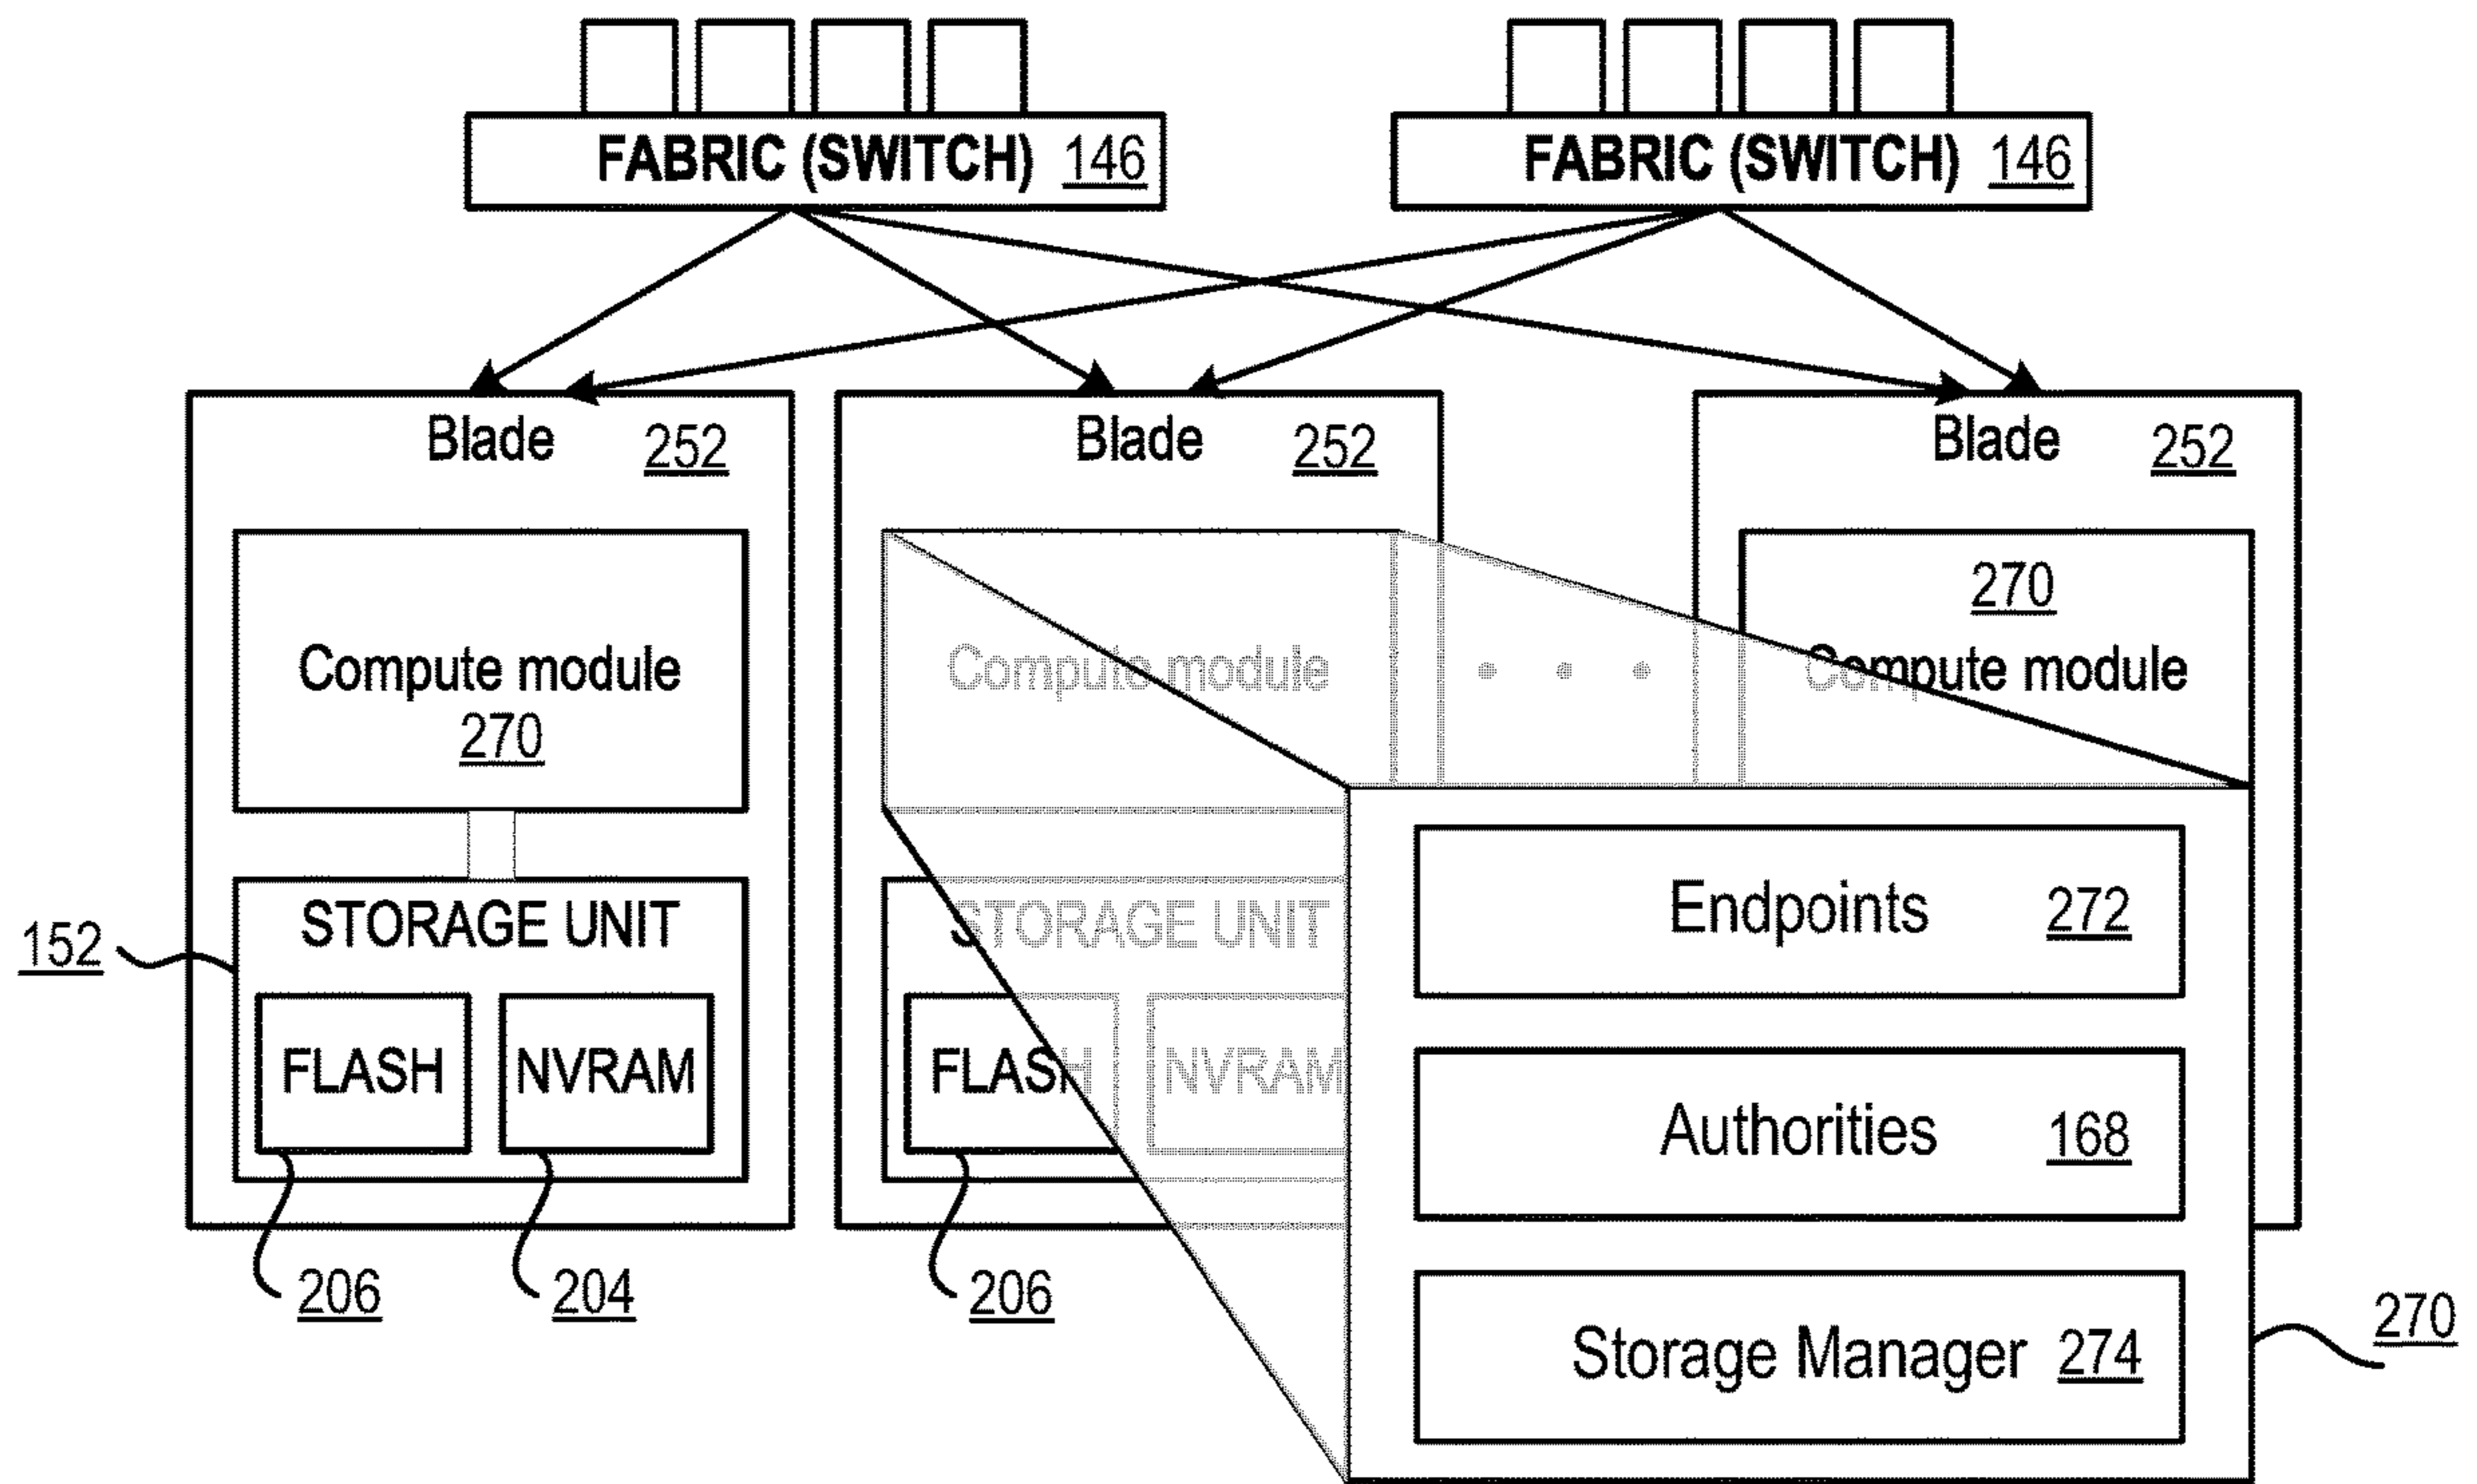 FABRIC (SWITCH) 146
FABRIC (SWITCH) 146
Blade 252
Blade 252
Blade 252
Compute module
270
Compute module
270
Compute module
152
STORAGE UNIT
FLASH
NVRAM
206
204
STORAGE UNIT
FLASH
NVRAM
206
Endpoints 272
Authorities 168
Storage Manager 274
270